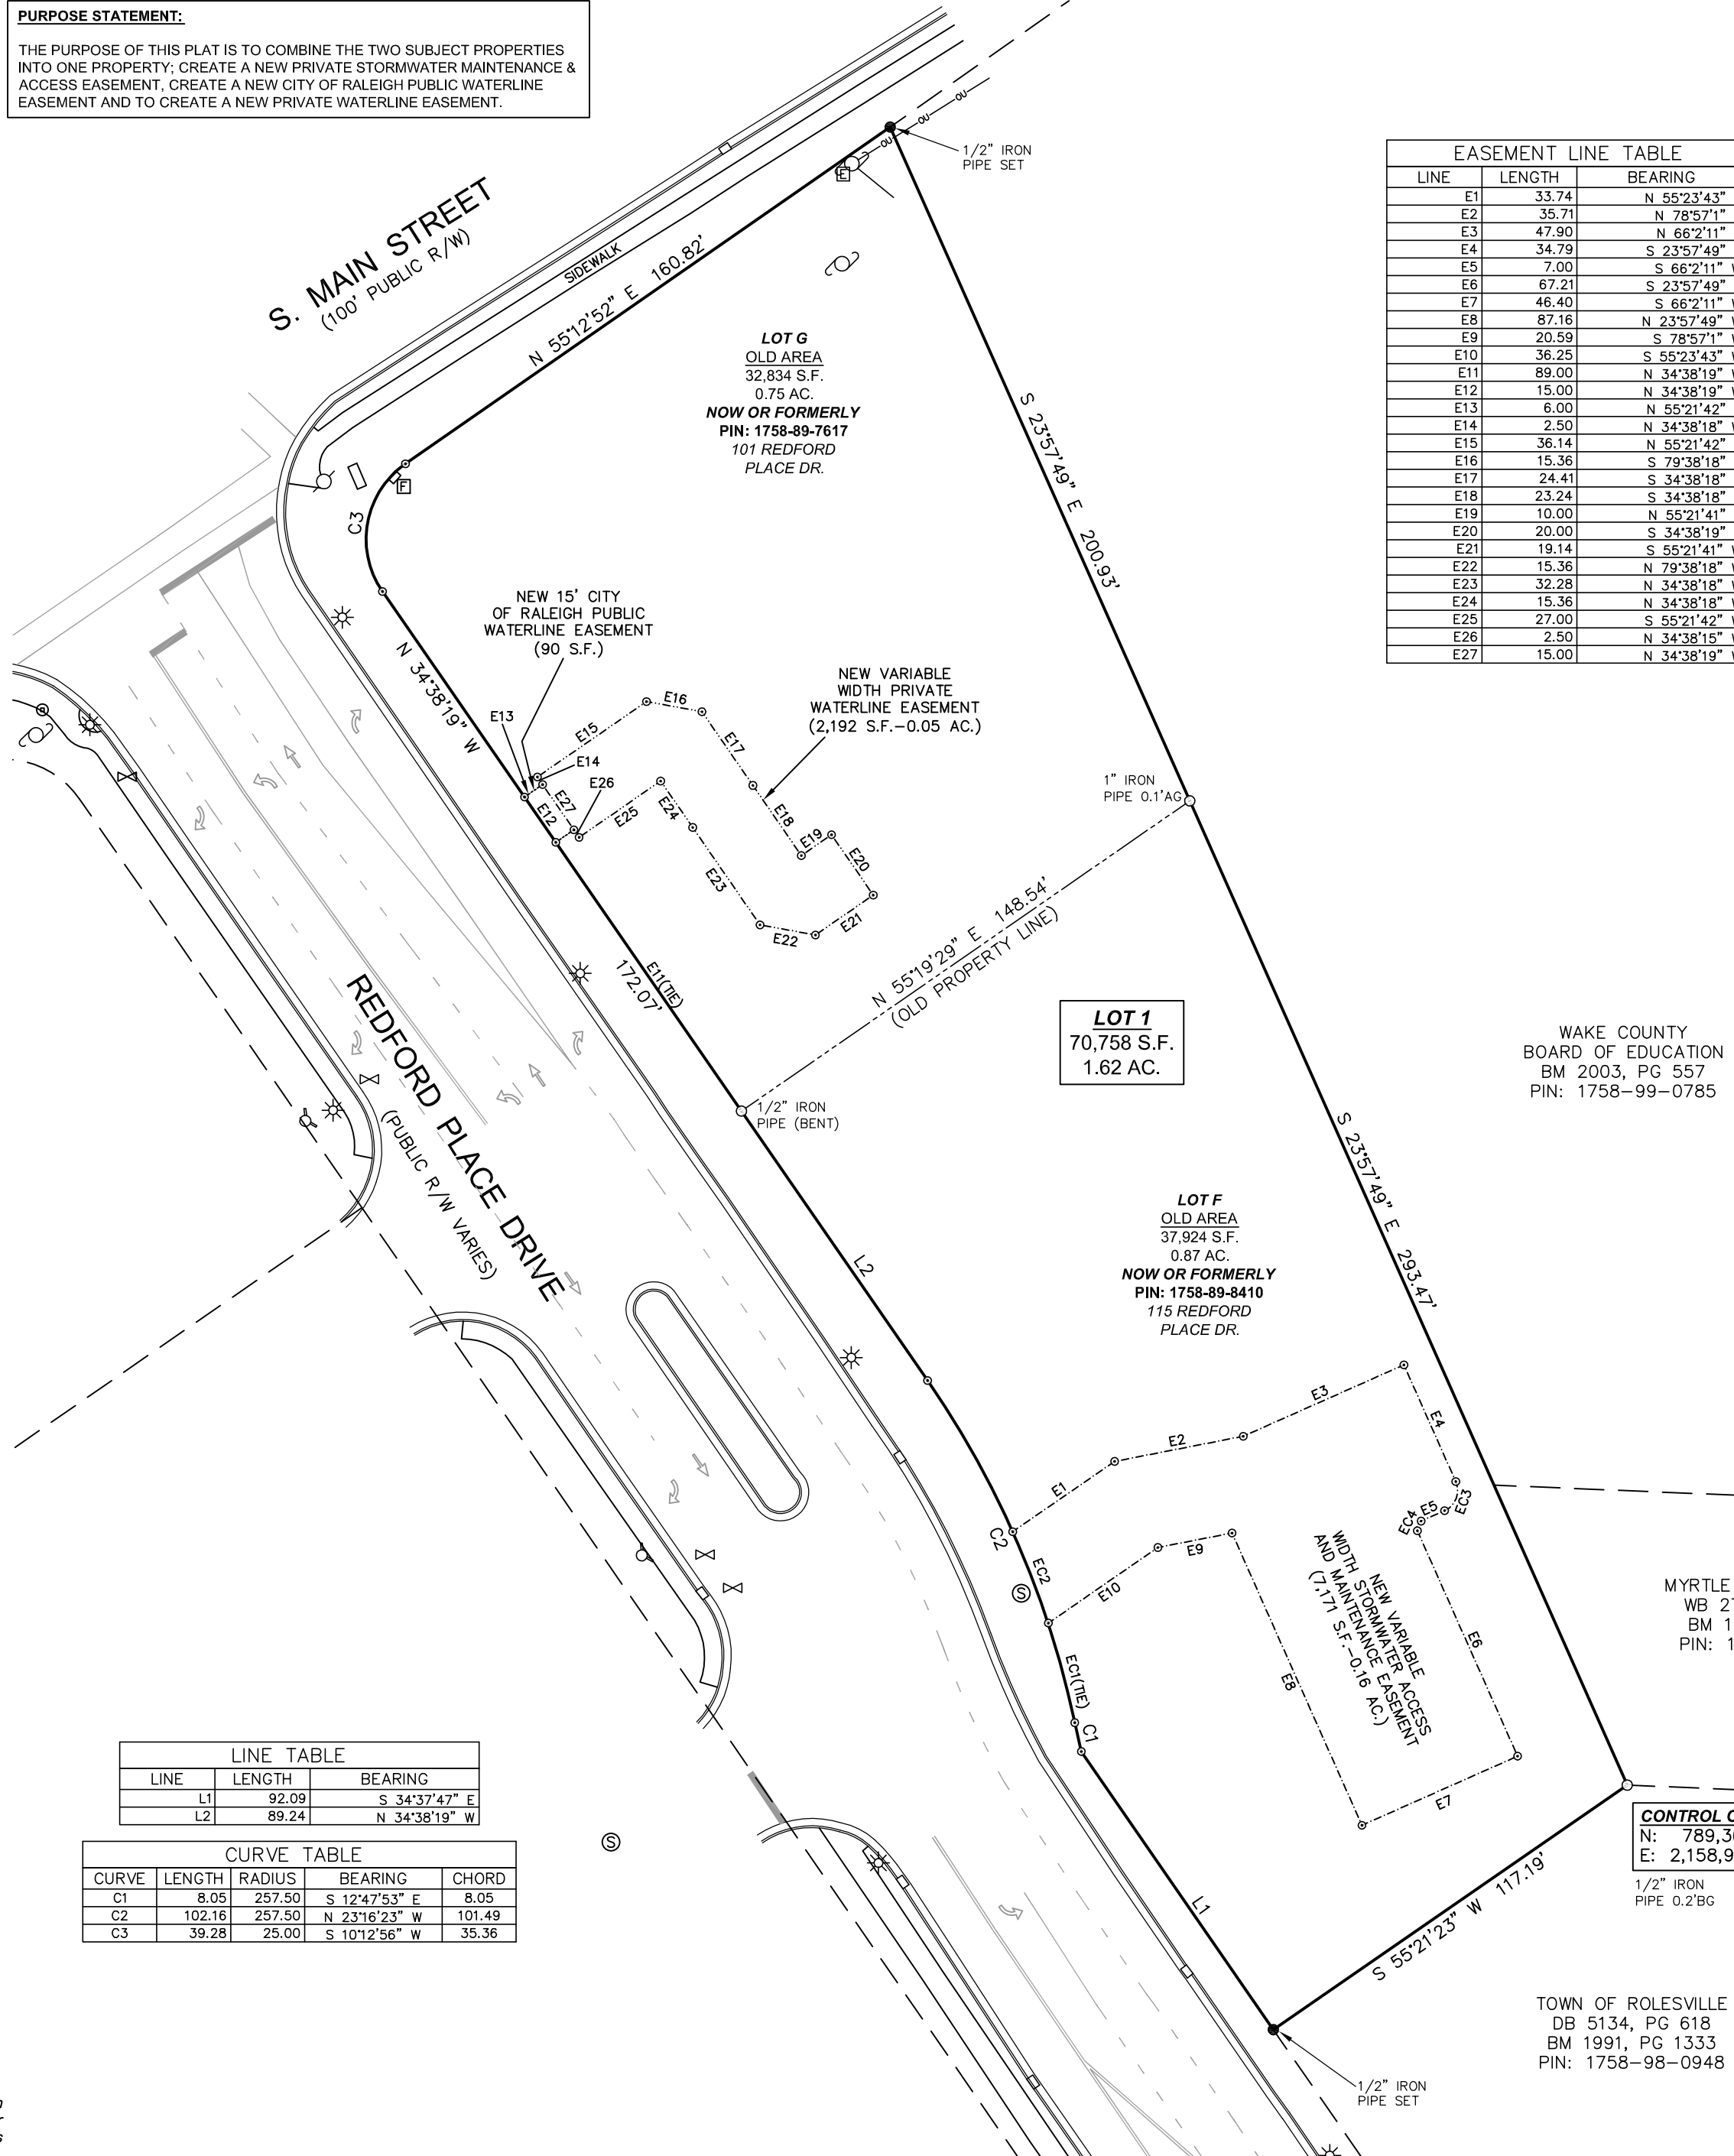 PURPOSE STATEMENT:
THE PURPOSE OF THIS PLAT IS TO COMBINE THE TWO SUBJECT PROPERTIES
INTO ONE PROPERTY; CREATE A NEW PRIVATE STORMWATER MAINTENANCE &
ACCESS EASEMENT, CREATE A NEW CITY OF RALEIGH PUBLIC WATERLINE
EASEMENT AND TO CREATE A NEW PRIVATE WATERLINE EASEMENT.
OU
OU
OU
1/2" IRON
PIPE SET
E
S. MAIN STREET
(100' PUBLIC R/W)
SIDEWALK
N 55°12'52" E 160.82'
EASEMENT LINE TABLE
LINE LENGTH BEARING
E1 33.74 N 55°23'43"
E2 35.71 N 78°57'1"
E3 47.90 N 66°2'11"
E4 34.79 S 23°57'49"
E5 7.00 S 66°2'11" W
E6 67.21 S 23°57'49"
E7 46.40 S 66°2'11" W
E8 87.16 N 23°57'49" W
E9 20.59 S 78°57'1" W
E10 36.25 S 55°23'43" W
E11 89.00 N 34°38'19" W
E12 15.00 N 34°38'19" W
E13 6.00 N 55°21'42"
E14 2.50 N 34°38'18" W
E15 36.14 N 55°21'42"
E16 15.36 S 79°38'18"
E17 24.41 S 34°38'18"
E18 23.24 S 34°38'18"
E19 10.00 N 55°21'41"
E20 20.00 S 34°38'19"
E21 19.14 S 55°21'41" W
E22 15.36 N 79°38'18" W
E23 32.28 N 34°38'18" W
E24 15.36 N 34°38'18" W
E25 27.00 S 55°21'42" W
E26 2.50 N 34°38'15" W
E27 15.00 N 34°38'19" W
LOT G
OLD AREA
32,834 S.F.
0.75 AC.
NOW OR FORMERLY
PIN: 1758-89-7617
101 REDFORD
PLACE DR.
S 23°57'49" E 200.93'
F
C3
NEW 15' CITY
OF RALEIGH PUBLIC
WATERLINE EASEMENT
(90 S.F.)
N 34°38'19" W
172.07'
NEW VARIABLE
WIDTH PRIVATE
WATERLINE EASEMENT
(2,192 S.F.–0.05 AC.)
E13
E14
E15
E16
E17
E18
E19
E20
E21
E22
E23
E24
E25
E26
E27
E12
E11(TIE)
1" IRON
PIPE 0.1'AG
N 55°19'29" E 148.54'
(OLD PROPERTY LINE)
LOT 1
70,758 S.F.
1.62 AC.
WAKE COUNTY
BOARD OF EDUCATION
BM 2003, PG 557
PIN: 1758–99–0785
1/2" IRON
PIPE (BENT)
REDFORD PLACE DRIVE
(PUBLIC R/W VARIES)
S 23°57'49" E 293.47'
LOT F
OLD AREA
37,924 S.F.
0.87 AC.
NOW OR FORMERLY
PIN: 1758-89-8410
115 REDFORD
PLACE DR.
L2
E1
E2
E3
E4
EC3
E5
EC4
E6
E7
E8
E9
E10
C2
EC2
S
EC1(TIE)
C1
NEW VARIABLE
WIDTH STORMWATER ACCESS
AND MAINTENANCE EASEMENT
(7,171 S.F.–0.16 AC.)
MYRTLE
WB 2
BM 1
PIN: 1
LINE TABLE
LINE LENGTH BEARING
L1 92.09 S 34°37'47" E
L2 89.24 N 34°38'19" W
CURVE TABLE
CURVE LENGTH RADIUS BEARING CHORD
C1 8.05 257.50 S 12°47'53" E 8.05
C2 102.16 257.50 N 23°16'23" W 101.49
C3 39.28 25.00 S 10°12'56" W 35.36
S
CONTROL C
N: 789,3
E: 2,158,9
1/2" IRON
PIPE 0.2'BG
L1
S 55°21'23" W 117.19'
TOWN OF ROLESVILLE
DB 5134, PG 618
BM 1991, PG 1333
PIN: 1758–98–0948
1/2" IRON
PIPE SET